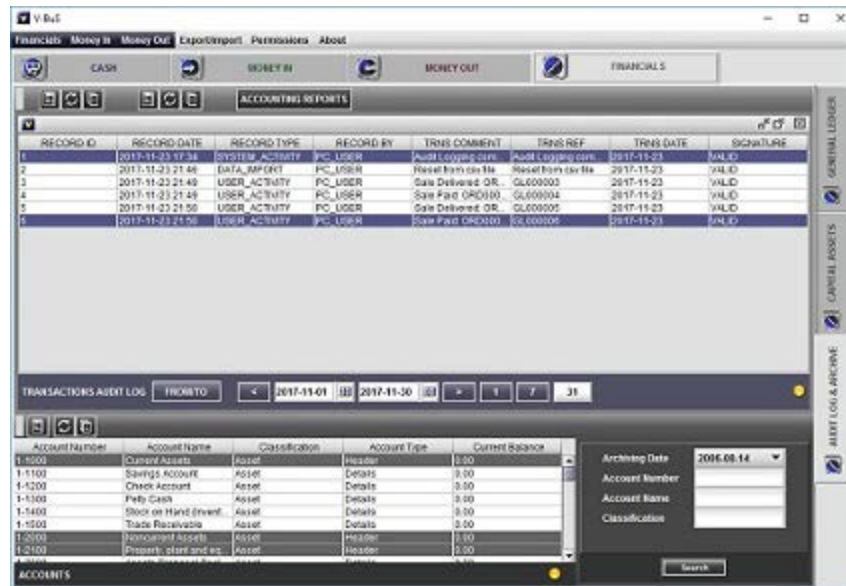 V-BuS
Financials Money In Money Out Export/Import Permissions About
CASH MONEY IN MONEY OUT FINANCIALS
ACCOUNTING REPORTS
RECORD ID RECORD DATE RECORD TYPE RECORD BY TRNS COMMENT TRNS REF TRNS DATE SIGNATURE
1 2017-11-23 17:34 SYSTEM_ACTIVITY PC_USER Audit Logging com... Audit Logging com... 2017-11-23 VALID
2 2017-11-23 21:46 DATA_IMPORT PC_USER Reset from csv file Reset from csv file 2017-11-23 VALID
3 2017-11-23 21:49 USER_ACTIVITY PC_USER Sale Delivered: OR... GL000003 2017-11-23 VALID
4 2017-11-23 21:49 USER_ACTIVITY PC_USER Sale Paid: ORD000... GL000004 2017-11-23 VALID
5 2017-11-23 21:50 USER_ACTIVITY PC_USER Sale Delivered: OR... GL000005 2017-11-23 VALID
6 2017-11-23 21:50 USER_ACTIVITY PC_USER Sale Paid: ORD000... GL000006 2017-11-23 VALID
TRANSACTIONS AUDIT LOG FROM/TO < 2017-11-01 2017-11-30 > 1 7 31
GENERAL LEDGER
CAPITAL ASSETS
AUDIT LOG & ARCHIVE
Account Number Account Name Classification Account Type Current Balance
1-1000 Current Assets Asset Header 0.00
1-1100 Savings Account Asset Details 0.00
1-1200 Check Account Asset Details 0.00
1-1300 Petty Cash Asset Details 0.00
1-1400 Stock on Hand (Invent... Asset Details 0.00
1-1500 Trade Receivable Asset Details 0.00
1-2000 Noncurrent Assets Asset Header 0.00
1-2100 Property, plant and eq... Asset Header 0.00
ACCOUNTS
Archiving Date 2006-08-14
Account Number
Account Name
Classification
Search